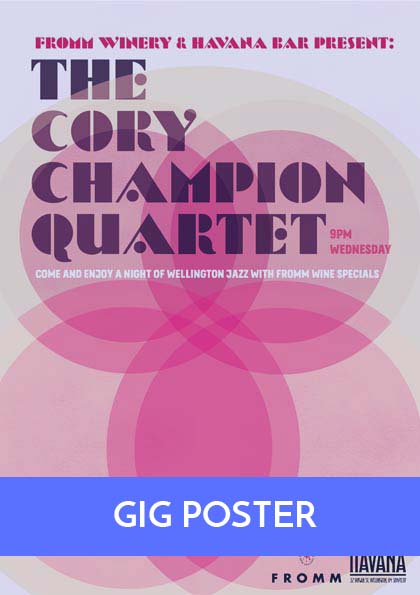 FROMM WINERY & HAVANA BAR PRESENT:
THE
CORY
CHAMPION
QUARTET
9PM
WEDNESDAY
COME AND ENJOY A NIGHT OF WELLINGTON JAZZ WITH FROMM WINE SPECIALS
GIG POSTER
HAVANA
FROMM